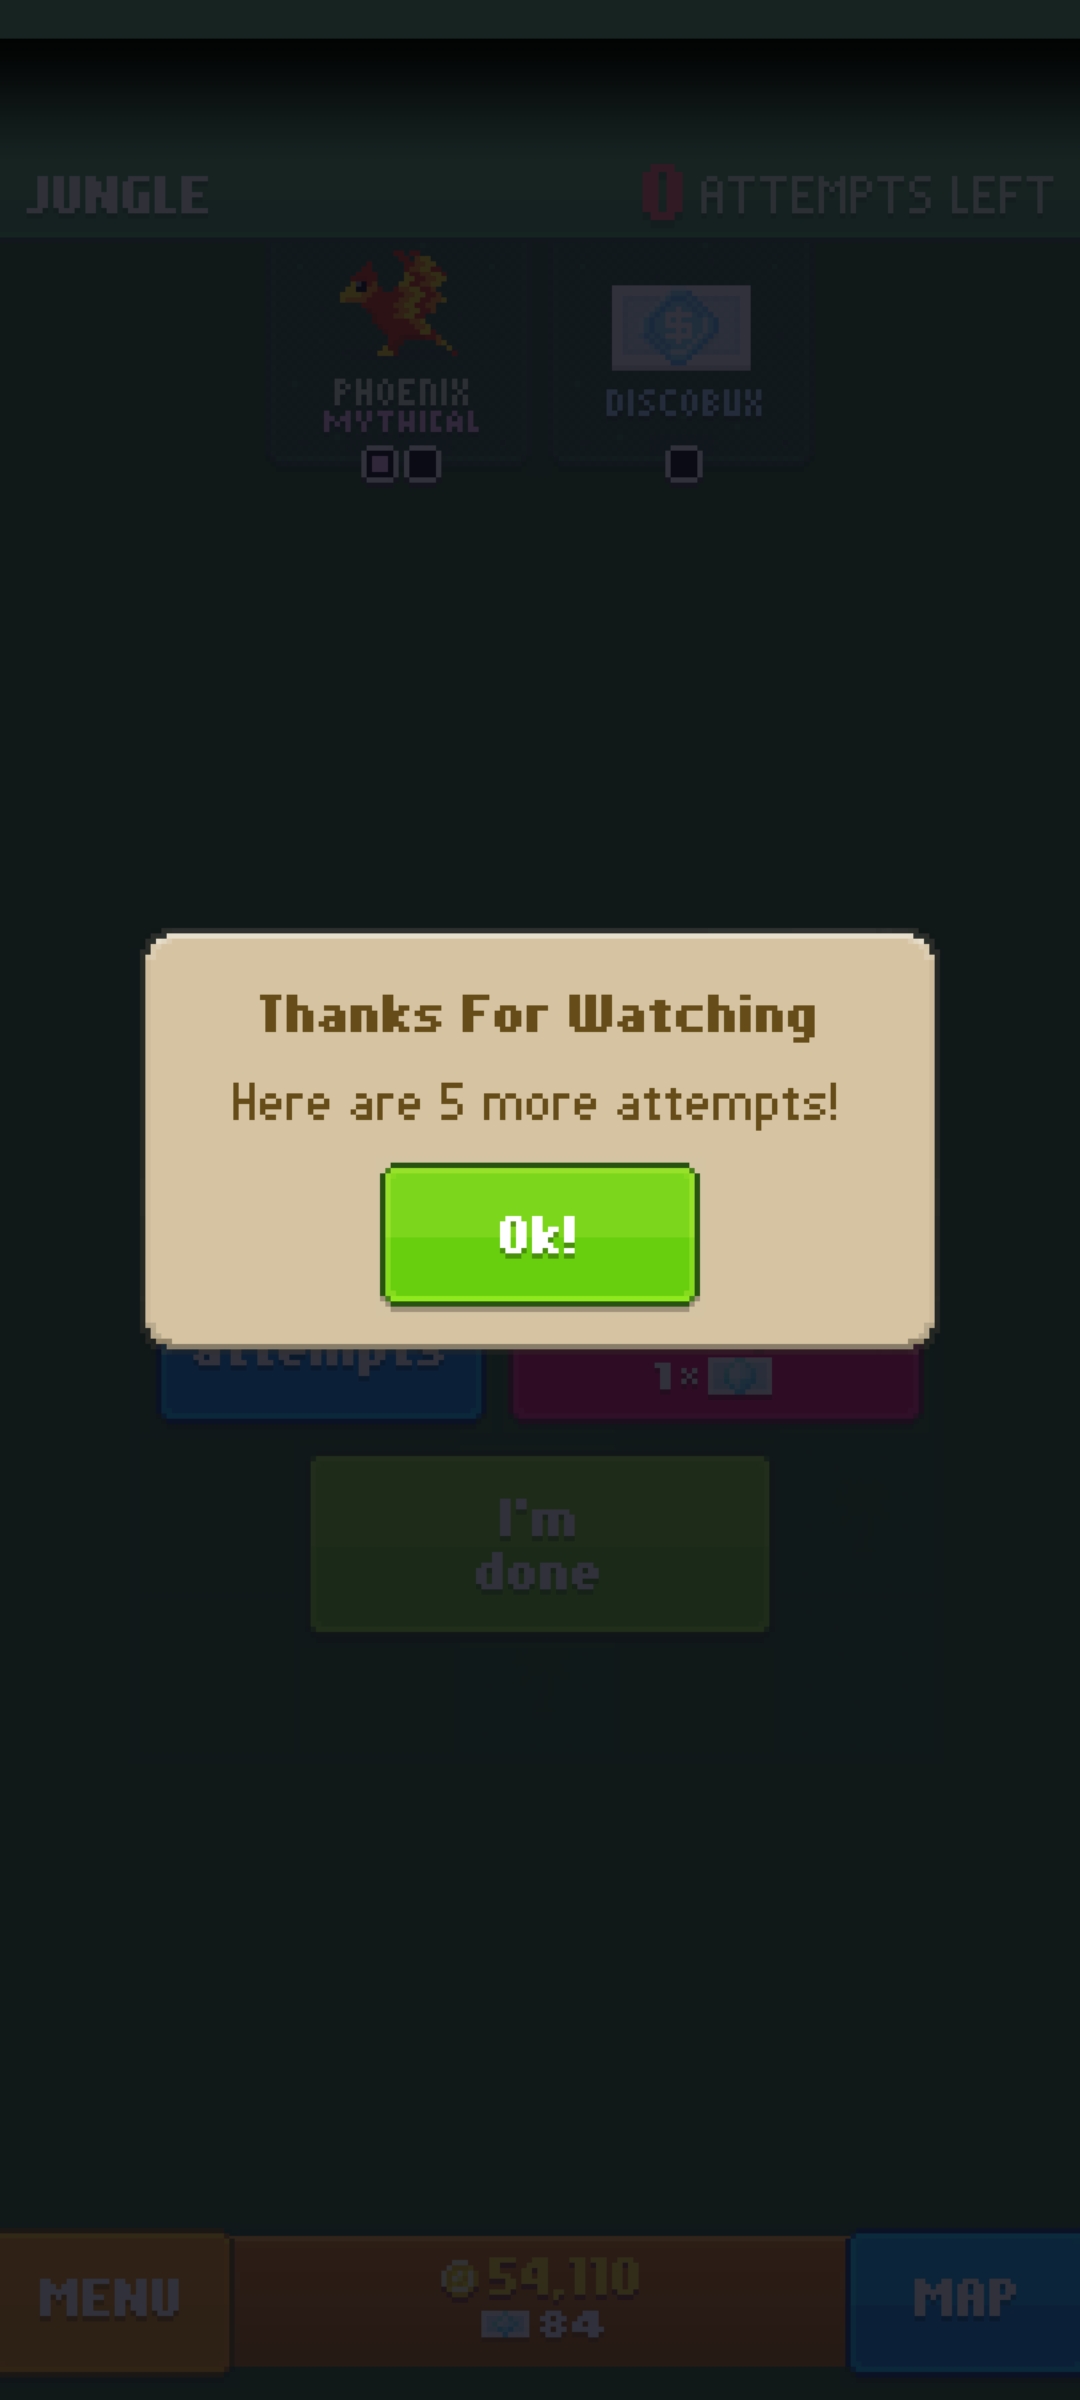 JUNGLE
0 ATTEMPTS LEFT
PHOENIX
MYTHICAL
DISCOBUX
Thanks For Watching
Here are 5 more attempts!
Ok!
attempts
1×
I'm
done
MENU
54,110
84
MAP